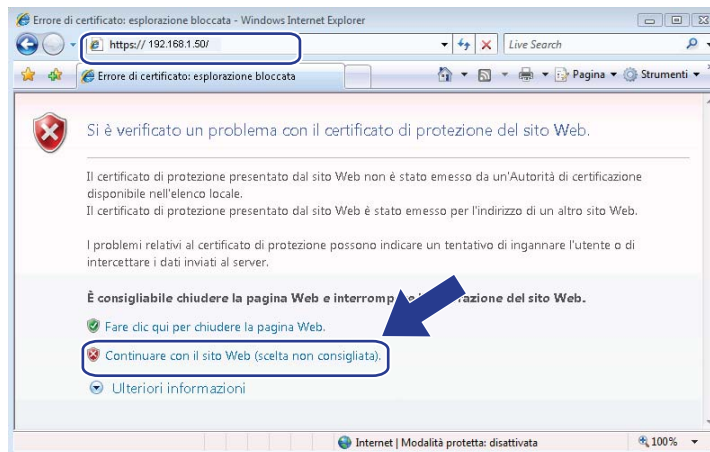 Errore di certificato: esplorazione bloccata - Windows Internet Explorer
https:// 192.168.1.50/
Live Search
Errore di certificato: esplorazione bloccata
Pagina
Strumenti
Si è verificato un problema con il certificato di protezione del sito Web.
Il certificato di protezione presentato dal sito Web non è stato emesso da un'Autorità di certificazione
disponibile nell'elenco locale.
Il certificato di protezione presentato dal sito Web è stato emesso per l'indirizzo di un altro sito Web.
I problemi relativi al certificato di protezione possono indicare un tentativo di ingannare l'utente o di
intercettare i dati inviati al server.
È consigliabile chiudere la pagina Web e del sito Web.
Fare clic qui per chiudere la pagina Web.
Continuare con il sito Web (scelta non consigliata).
Ulteriori informazioni
Internet | Modalità protetta: disattivata
100%